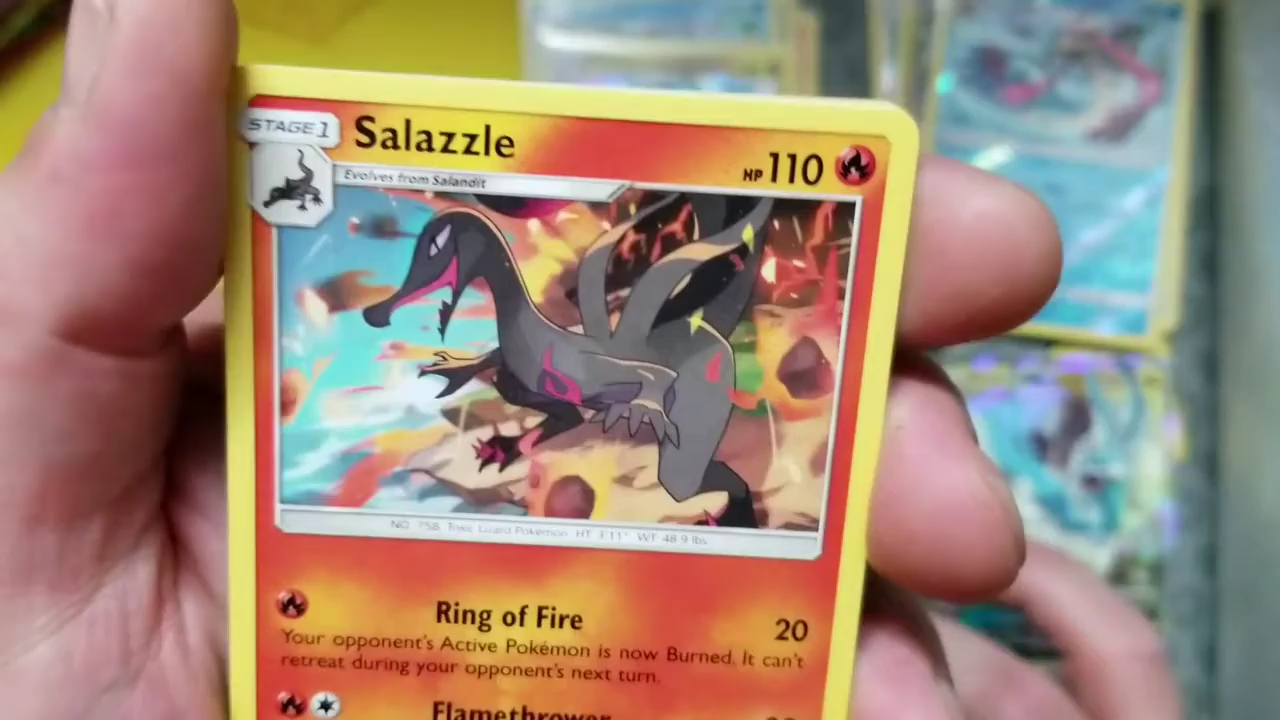 STAGE 1
Salazzle
HP 110
Evolves from Salandit
NO. 758 Toxic Lizard Pokémon HT 3'11" WT 48.9 lbs.
Ring of Fire 20
Your opponent's Active Pokémon is now Burned. It can't
retreat during your opponent's next turn.
Flamethrower